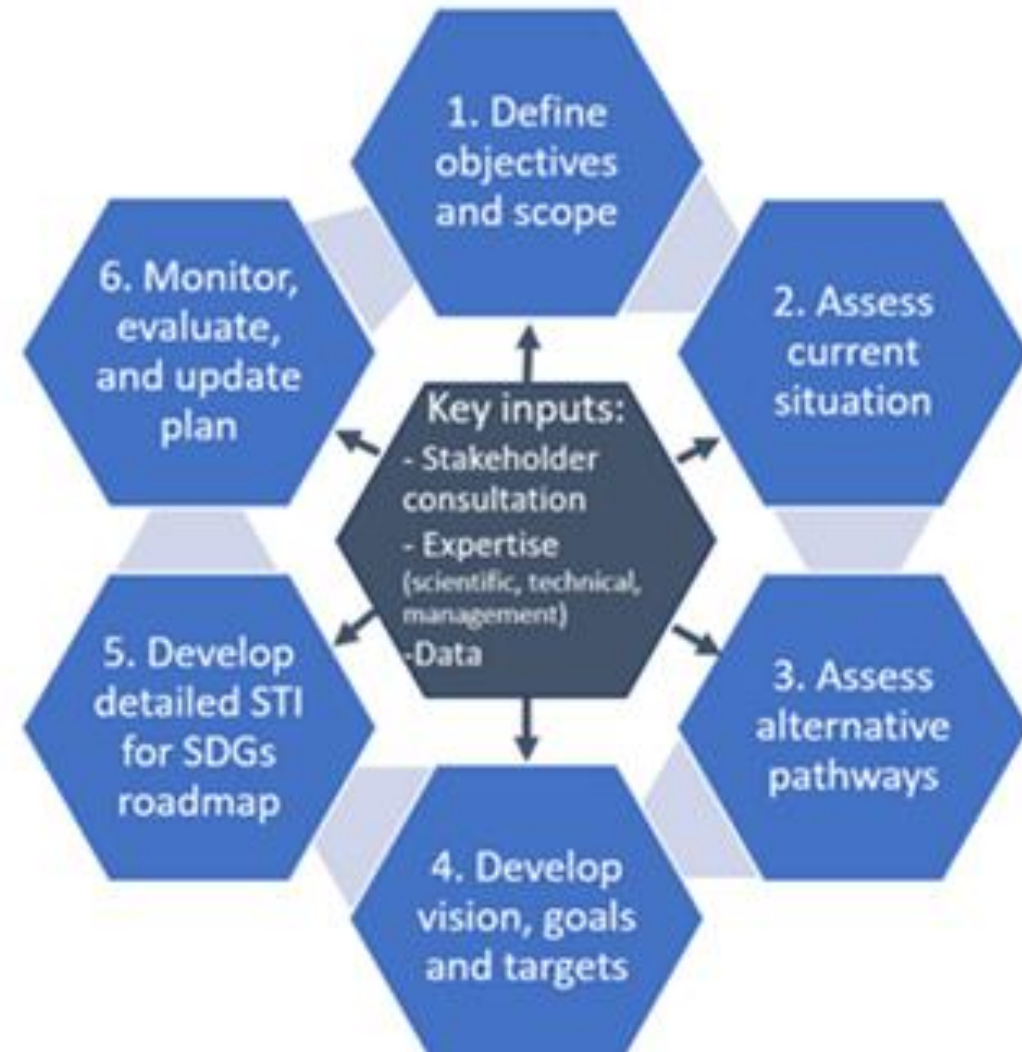 1. Define
objectives
and scope
2. Assess
current
situation
3. Assess
alternative
pathways
4. Develop
vision, goals
and targets
5. Develop
detailed STI
for SDGs
roadmap
6. Monitor,
evaluate,
and update
plan
Key inputs:
- Stakeholder
consultation
- Expertise
(scientific, technical,
management)
-Data